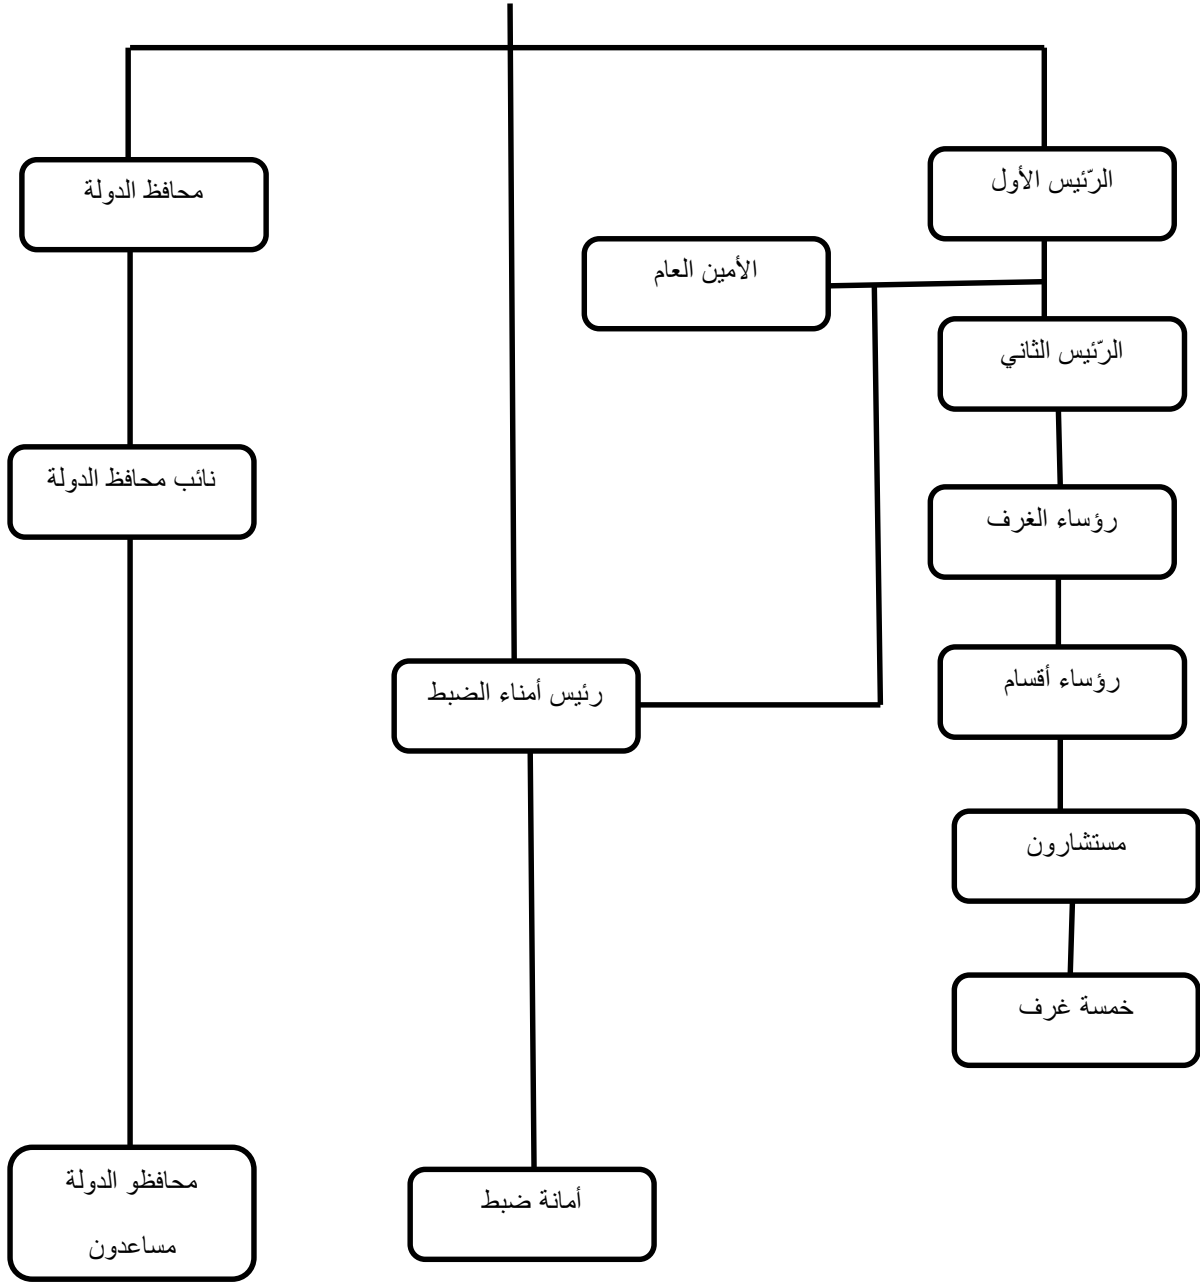 الرّئيس الأول
محافظ الدولة
الأمين العام
الرّئيس الثاني
نائب محافظ الدولة
رؤساء الغرف
رؤساء أقسام
رئيس أمناء الضبط
مستشارون
خمسة غرف
محافظو الدولة
مساعدون
أمانة ضبط